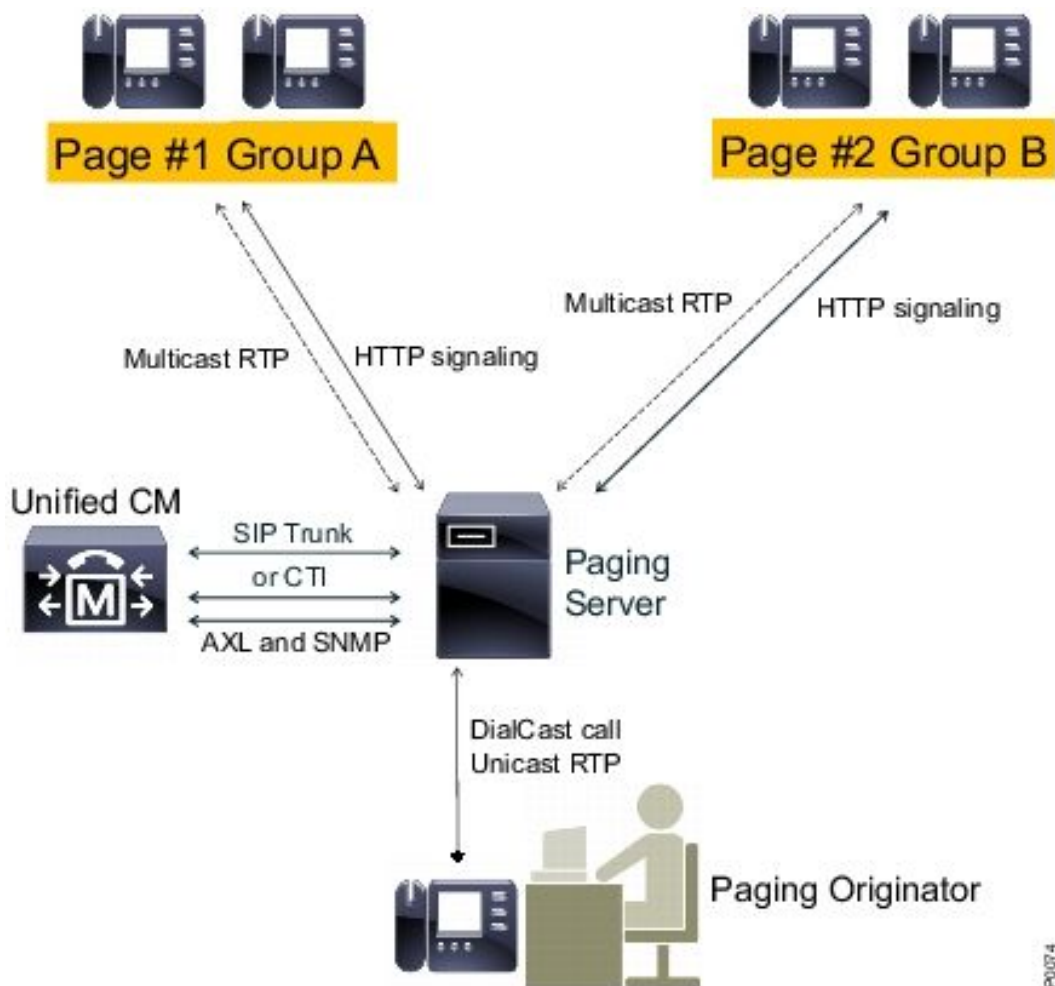 Page #1 Group A
Page #2 Group B
Multicast RTP
HTTP signaling
Multicast RTP
HTTP signaling
Unified CM
M
SIP Trunk
or CTI
AXL and SNMP
Paging
Server
DialCast call
Unicast RTP
Paging Originator
P0074